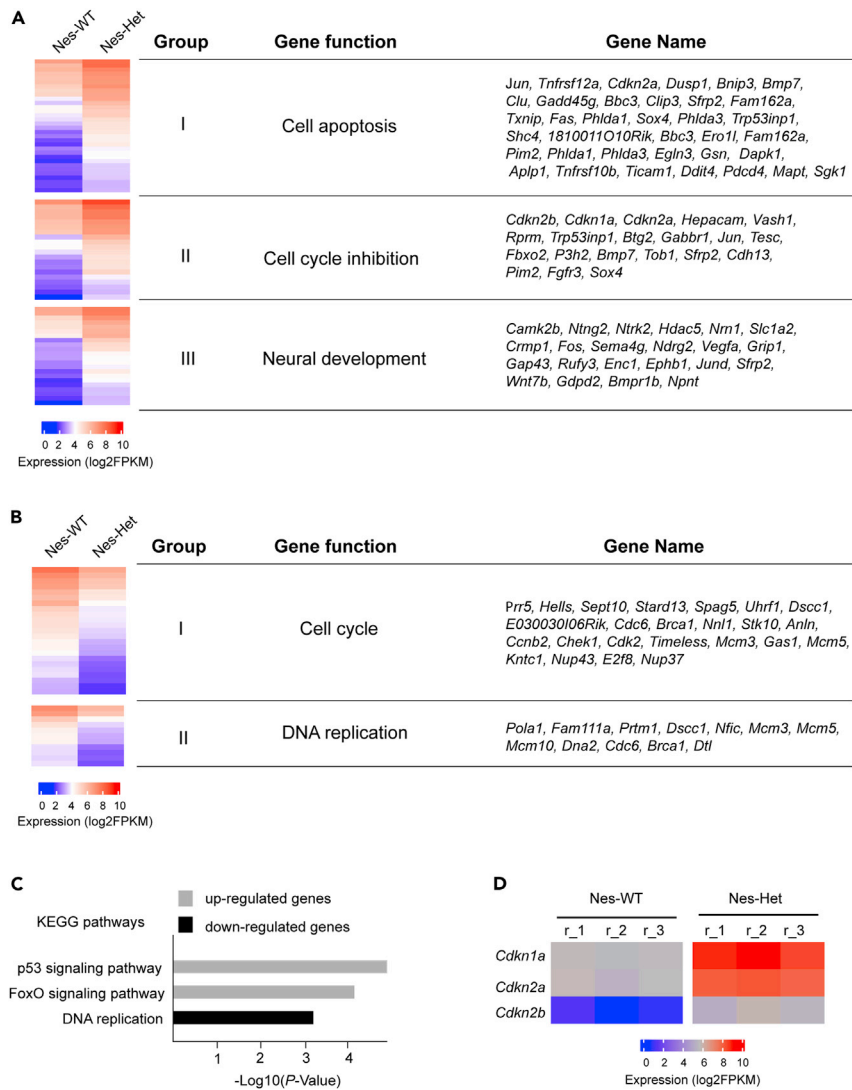 A
Nes-WT
Nes-Het
Group
Gene function
Gene Name
I
Cell apoptosis
Jun, Tnfrsf12a, Cdkn2a, Dusp1, Bnip3, Bmp7,
Clu, Gadd45g, Bbc3, Clip3, Sfrp2, Fam162a,
Txnip, Fas, Phlda1, Sox4, Phlda3, Trp53inp1,
Shc4, 1810011O10Rik, Bbc3, Ero1l, Fam162a,
Pim2, Phlda1, Phlda3, Egln3, Gsn, Dapk1,
Aplp1, Tnfrsf10b, Ticam1, Ddit4, Pdcd4, Mapt, Sgk1
II
Cell cycle inhibition
Cdkn2b, Cdkn1a, Cdkn2a, Hepacam, Vash1,
Rprm, Trp53inp1, Btg2, Gabbr1, Jun, Tesc,
Fbxo2, P3h2, Bmp7, Tob1, Sfrp2, Cdh13,
Pim2, Fgfr3, Sox4
III
Neural development
Camk2b, Ntng2, Ntrk2, Hdac5, Nrn1, Slc1a2,
Crmp1, Fos, Sema4g, Ndrg2, Vegfa, Grip1,
Gap43, Rufy3, Enc1, Ephb1, Jund, Sfrp2,
Wnt7b, Gdpd2, Bmpr1b, Npnt
0 2 4 6 8 10
Expression (log2FPKM)
B
Nes-WT
Nes-Het
Group
Gene function
Gene Name
I
Cell cycle
Prr5, Hells, Sept10, Stard13, Spag5, Uhrf1, Dscc1,
E030030I06Rik, Cdc6, Brca1, Nnl1, Stk10, Anln,
Ccnb2, Chek1, Cdk2, Timeless, Mcm3, Gas1, Mcm5,
Kntc1, Nup43, E2f8, Nup37
II
DNA replication
Pola1, Fam111a, Prtm1, Dscc1, Nfic, Mcm3, Mcm5,
Mcm10, Dna2, Cdc6, Brca1, Dtl
0 2 4 6 8 10
Expression (log2FPKM)
C
up-regulated genes
KEGG pathways
down-regulated genes
p53 signaling pathway
FoxO signaling pathway
DNA replication
1 2 3 4
-Log10(P-Value)
D
Nes-WT
Nes-Het
r_1 r_2 r_3
r_1 r_2 r_3
Cdkn1a
Cdkn2a
Cdkn2b
0 2 4 6 8 10
Expression (log2FPKM)